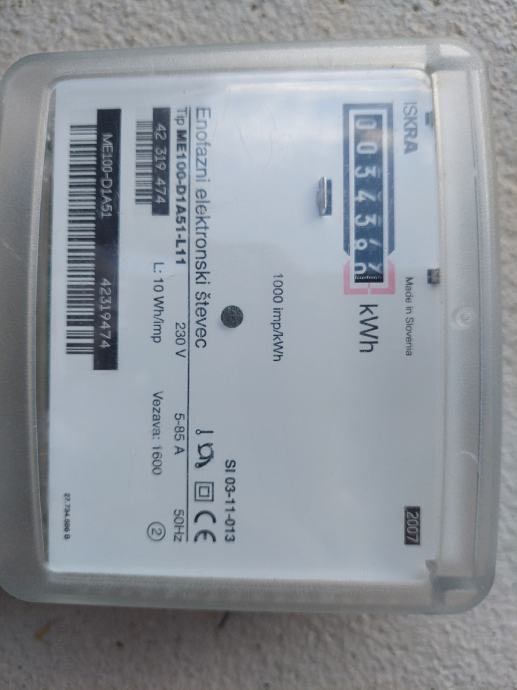 ISKRA
Made in Slovenia
2007
kWh
1000 imp/kWh
SI 03-11-013
Enofazni elektronski števec
Tip ME100-D1A51-L11 230 V 5-85 A 50Hz
42 319 474
L: 10 Wh/imp Vezava: 1600 2
ME100-D1A51 42319474